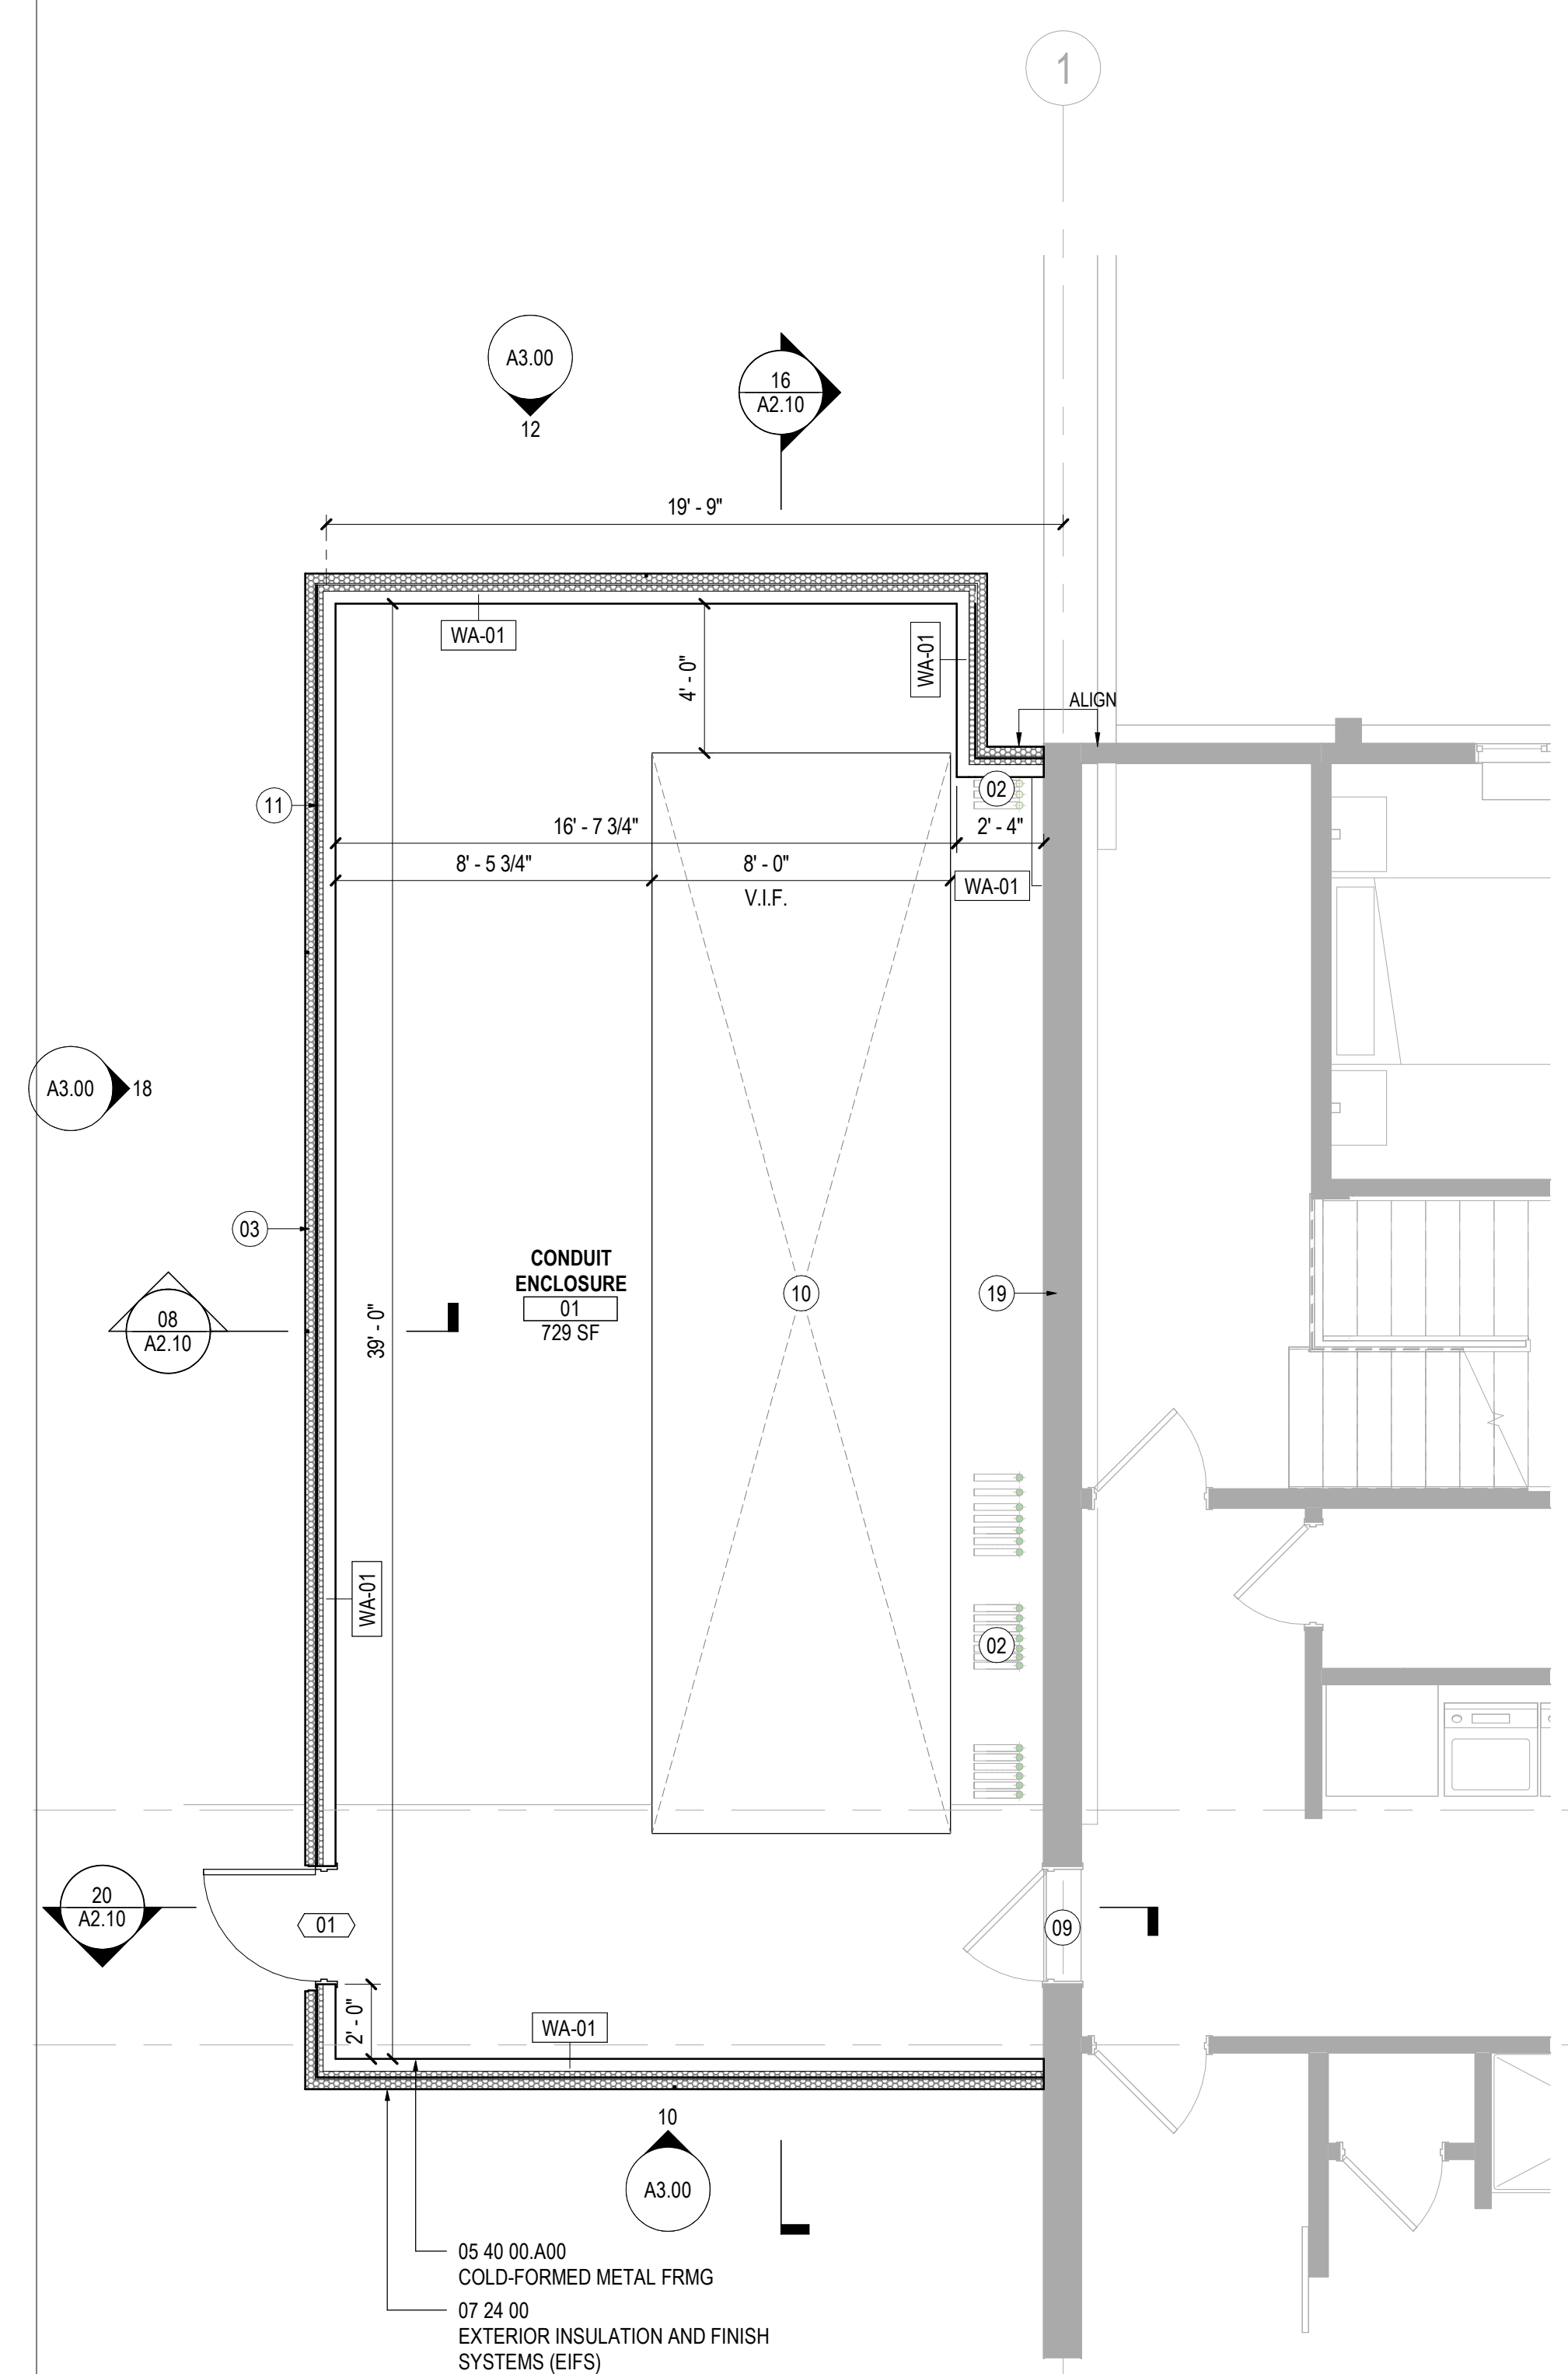 1
A3.00
12
16
A2.10
19' - 9"
WA-01
WA-01
4' - 0"
ALIGN
02
11
16' - 7 3/4"
2' - 4"
8' - 5 3/4"
8' - 0"
V.I.F.
WA-01
A3.00
18
03
CONDUIT
ENCLOSURE
01
729 SF
10
19
08
A2.10
39' - 0"
WA-01
02
20
A2.10
01
09
2' - 0"
WA-01
10
A3.00
05 40 00.A00
COLD-FORMED METAL FRMG
07 24 00
EXTERIOR INSULATION AND FINISH
SYSTEMS (EIFS)